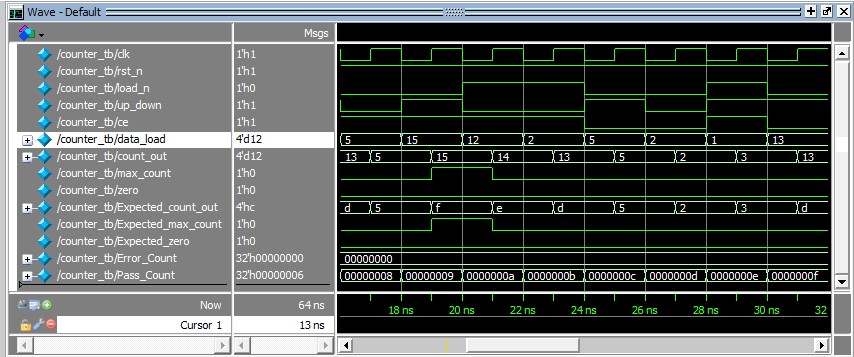 Wave - Default
Msgs
/counter_tb/clk 1'h1
/counter_tb/rst_n 1'h1
/counter_tb/load_n 1'h0
/counter_tb/up_down 1'h1
/counter_tb/ce 1'h1
/counter_tb/data_load 4'd12 5 15 12 2 5 2 1 13
/counter_tb/count_out 4'd12 13 5 15 14 13 5 2 3 13
/counter_tb/max_count 1'h0
/counter_tb/zero 1'h0
/counter_tb/Expected_count_out 4'hc d 5 f e d 5 2 3 d
/counter_tb/Expected_max_count 1'h0
/counter_tb/Expected_zero 1'h0
/counter_tb/Error_Count 32'h00000000 00000000
/counter_tb/Pass_Count 32'h00000006 00000008 00000009 0000000a 0000000b 0000000c 0000000d 0000000e 0000000f
Now 64 ns 18 ns 20 ns 22 ns 24 ns 26 ns 28 ns 30 ns 32
Cursor 1 13 ns